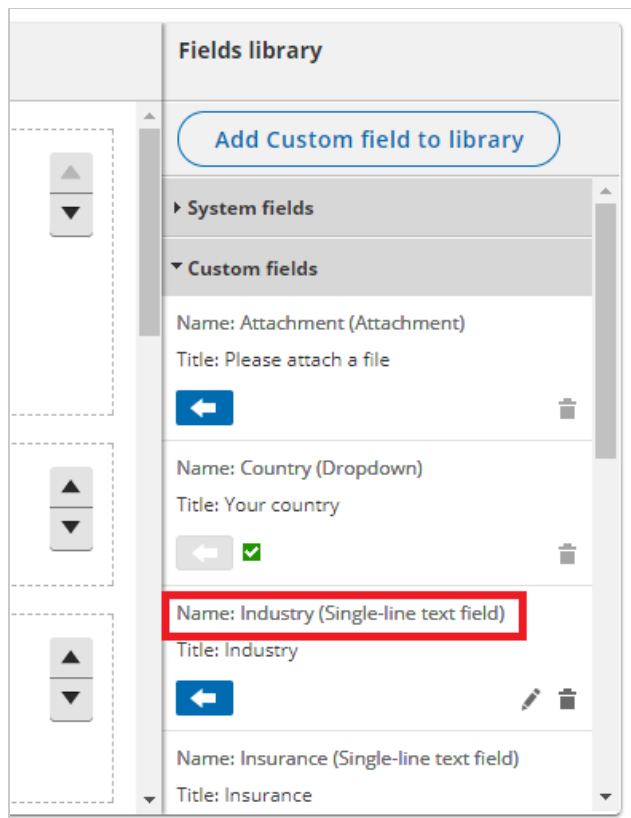 Fields library
Add Custom field to library
System fields
Custom fields
Name: Attachment (Attachment)
Title: Please attach a file
Name: Country (Dropdown)
Title: Your country
Name: Industry (Single-line text field)
Title: Industry
Name: Insurance (Single-line text field)
Title: Insurance